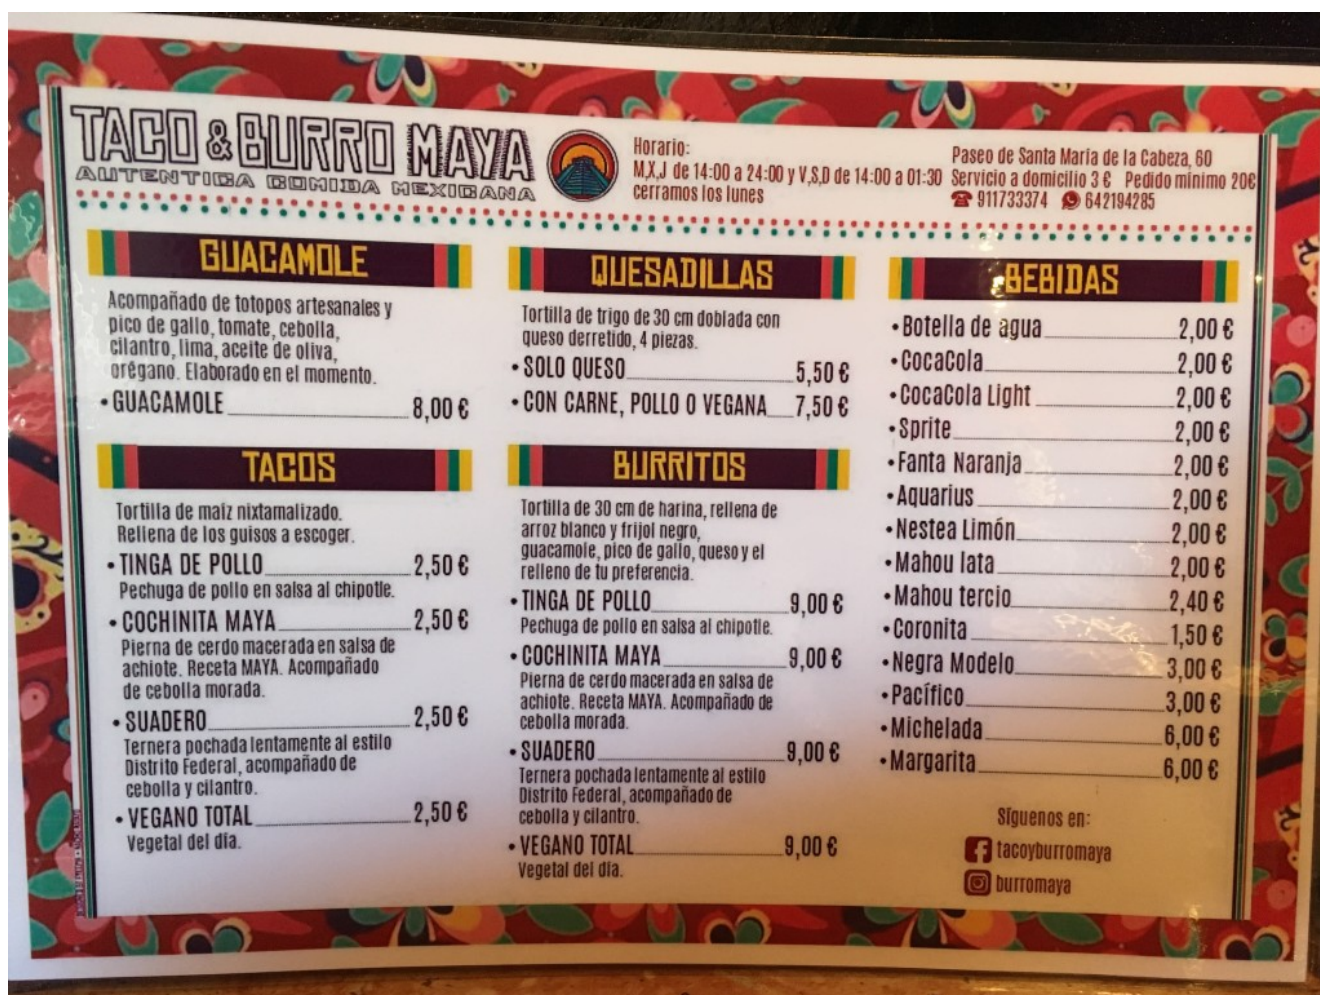 TACO & BURRO MAYA
AUTENTICA COMIDA MEXICANA
Horario:
M,X,J de 14:00 a 24:00 y V,S,D de 14:00 a 01:30
cerramos los lunes
Paseo de Santa María de la Cabeza, 60
Servicio a domicilio 3 € Pedido mínimo 20€
911733374 642194285
GUACAMOLE
Acompañado de totopos artesanales y
pico de gallo, tomate, cebolla,
cilantro, lima, aceite de oliva,
orégano. Elaborado en el momento.
• GUACAMOLE 8,00 €
TACOS
Tortilla de maíz nixtamalizado.
Rellena de los guisos a escoger.
• TINGA DE POLLO 2,50 €
Pechuga de pollo en salsa al chipotle.
• COCHINITA MAYA 2,50 €
Pierna de cerdo macerada en salsa de
achiote. Receta MAYA. Acompañado
de cebolla morada.
• SUADERO 2,50 €
Ternera pochada lentamente al estilo
Distrito Federal, acompañado de
cebolla y cilantro.
• VEGANO TOTAL 2,50 €
Vegetal del día.
QUESADILLAS
Tortilla de trigo de 30 cm doblada con
queso derretido, 4 piezas.
• SOLO QUESO 5,50 €
• CON CARNE, POLLO O VEGANA 7,50 €
BURRITOS
Tortilla de 30 cm de harina, rellena de
arroz blanco y frijol negro,
guacamole, pico de gallo, queso y el
relleno de tu preferencia.
• TINGA DE POLLO 9,00 €
Pechuga de pollo en salsa al chipotle.
• COCHINITA MAYA 9,00 €
Pierna de cerdo macerada en salsa de
achiote. Receta MAYA. Acompañado de
cebolla morada.
• SUADERO 9,00 €
Ternera pochada lentamente al estilo
Distrito Federal, acompañado de
cebolla y cilantro.
• VEGANO TOTAL 9,00 €
Vegetal del día.
BEBIDAS
• Botella de agua 2,00 €
• CocaCola 2,00 €
• CocaCola Light 2,00 €
• Sprite 2,00 €
• Fanta Naranja 2,00 €
• Aquarius 2,00 €
• Nestea Limón 2,00 €
• Mahou lata 2,00 €
• Mahou tercio 2,40 €
• Coronita 1,50 €
• Negra Modelo 3,00 €
• Pacífico 3,00 €
• Michelada 6,00 €
• Margarita 6,00 €
Síguenos en:
tacoyburromaya
burromaya